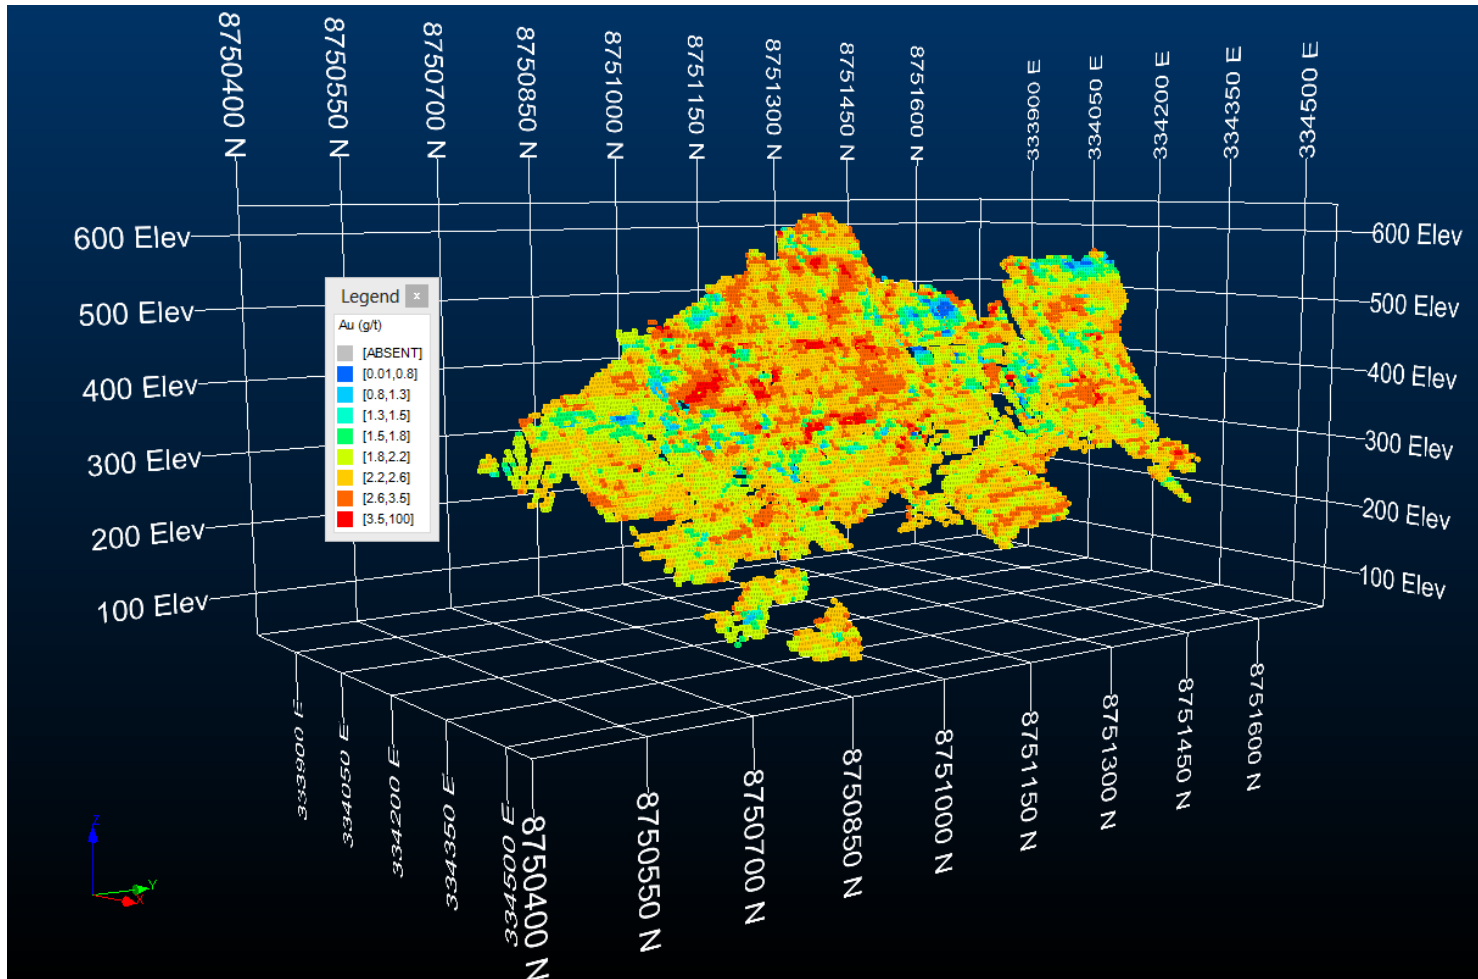 8750400 N
8750550 N
8750700 N
8750850 N
8751000 N
8751150 N
8751300 N
8751450 N
8751600 N
333900 E
334050 E
334200 E
334350 E
334500 E
600 Elev
500 Elev
400 Elev
300 Elev
200 Elev
100 Elev
Legend x
Au (g/t)
[ABSENT]
[0.01,0.8]
[0.8,1.3]
[1.3,1.5]
[1.5,1.8]
[1.8,2.2]
[2.2,2.6]
[2.6,3.5]
[3.5,100]
600 Elev
500 Elev
400 Elev
300 Elev
200 Elev
100 Elev
333900 E
334050 E
334200 E
334350 E
334500 E
8750400 N
8750550 N
8750700 N
8750850 N
8751000 N
8751150 N
8751300 N
8751450 N
8751600 N
Z
Y
X